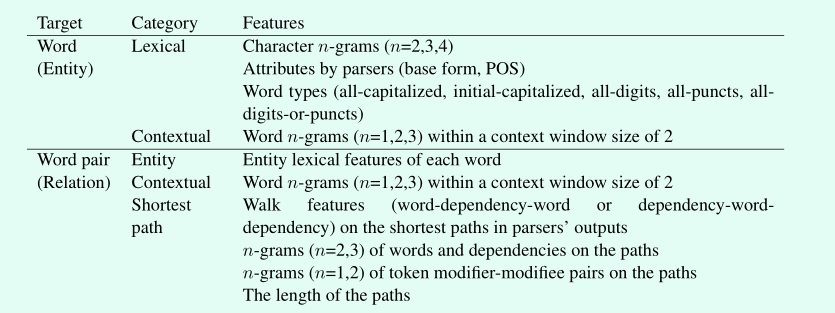 Target Category Features
Word Lexical Character n-grams (n=2,3,4)
(Entity) Attributes by parsers (base form, POS)
Word types (all-capitalized, initial-capitalized, all-digits, all-puncts, all-
digits-or-puncts)
Contextual Word n-grams (n=1,2,3) within a context window size of 2
Word pair Entity Entity lexical features of each word
(Relation) Contextual Word n-grams (n=1,2,3) within a context window size of 2
Shortest Walk features (word-dependency-word or dependency-word-
path dependency) on the shortest paths in parsers' outputs
n-grams (n=2,3) of words and dependencies on the paths
n-grams (n=1,2) of token modifier-modifiee pairs on the paths
The length of the paths